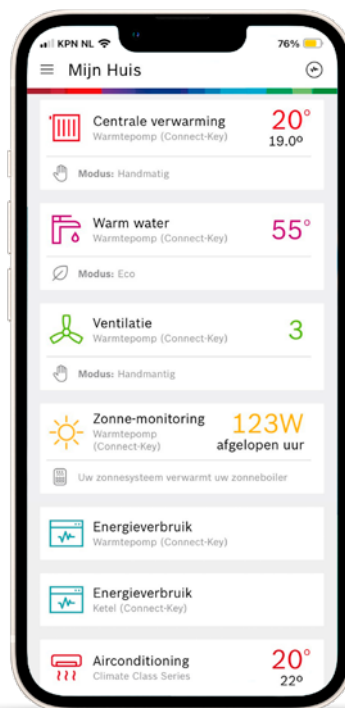 KPN NL 76%
Mijn Huis
Centrale verwarming 20°
Warmtepomp (Connect-Key) 19.0º
Modus: Handmatig
Warm water 55°
Warmtepomp (Connect-Key)
Modus: Eco
Ventilatie 3
Warmtepomp (Connect-Key)
Modus: Handmantig
Zonne-monitoring 123W
Warmtepomp
(Connect-Key) afgelopen uur
Uw zonnesysteem verwarmt uw zonneboiler
Energieverbruik
Warmtepomp (Connect-Key)
Energieverbruik
Ketel (Connect-Key)
Airconditioning 20°
Climate Class Series 22º